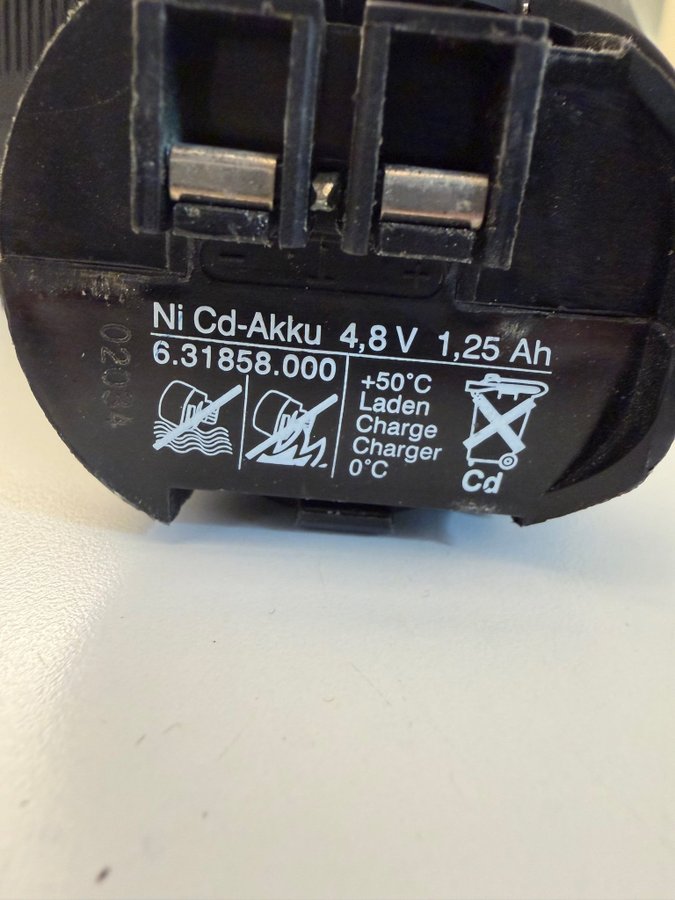 - +
Ni Cd-Akku 4,8 V 1,25 Ah
6.31858.000
+50°C
Laden
Charge
Charger
0°C
Cd
02034